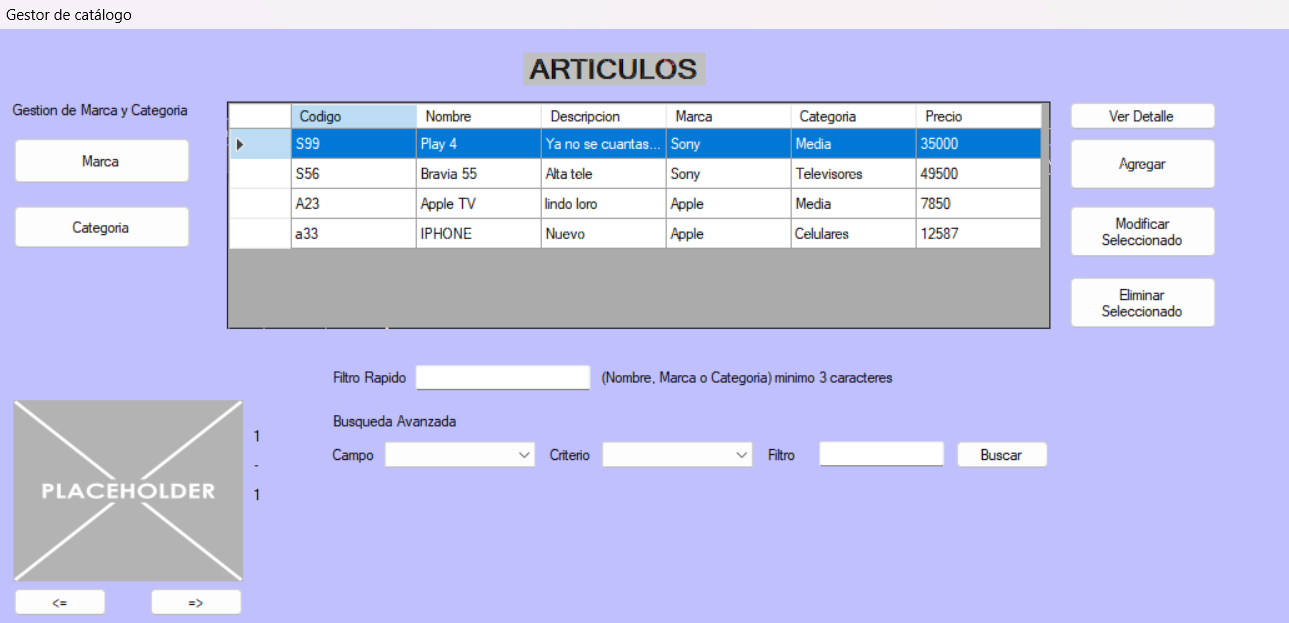 Gestor de catálogo
ARTICULOS
Gestion de Marca y Categoria
Marca
Categoria
Codigo Nombre Descripcion Marca Categoria Precio
S99 Play 4 Ya no se cuantas... Sony Media 35000
S56 Bravia 55 Alta tele Sony Televisores 49500
A23 Apple TV lindo loro Apple Media 7850
a33 IPHONE Nuevo Apple Celulares 12587
Ver Detalle
Agregar
Modificar
Seleccionado
Eliminar
Seleccionado
Filtro Rapido (Nombre, Marca o Categoria) minimo 3 caracteres
Busqueda Avanzada
Campo Criterio Filtro Buscar
PLACEHOLDER
1
-
1
<= =>